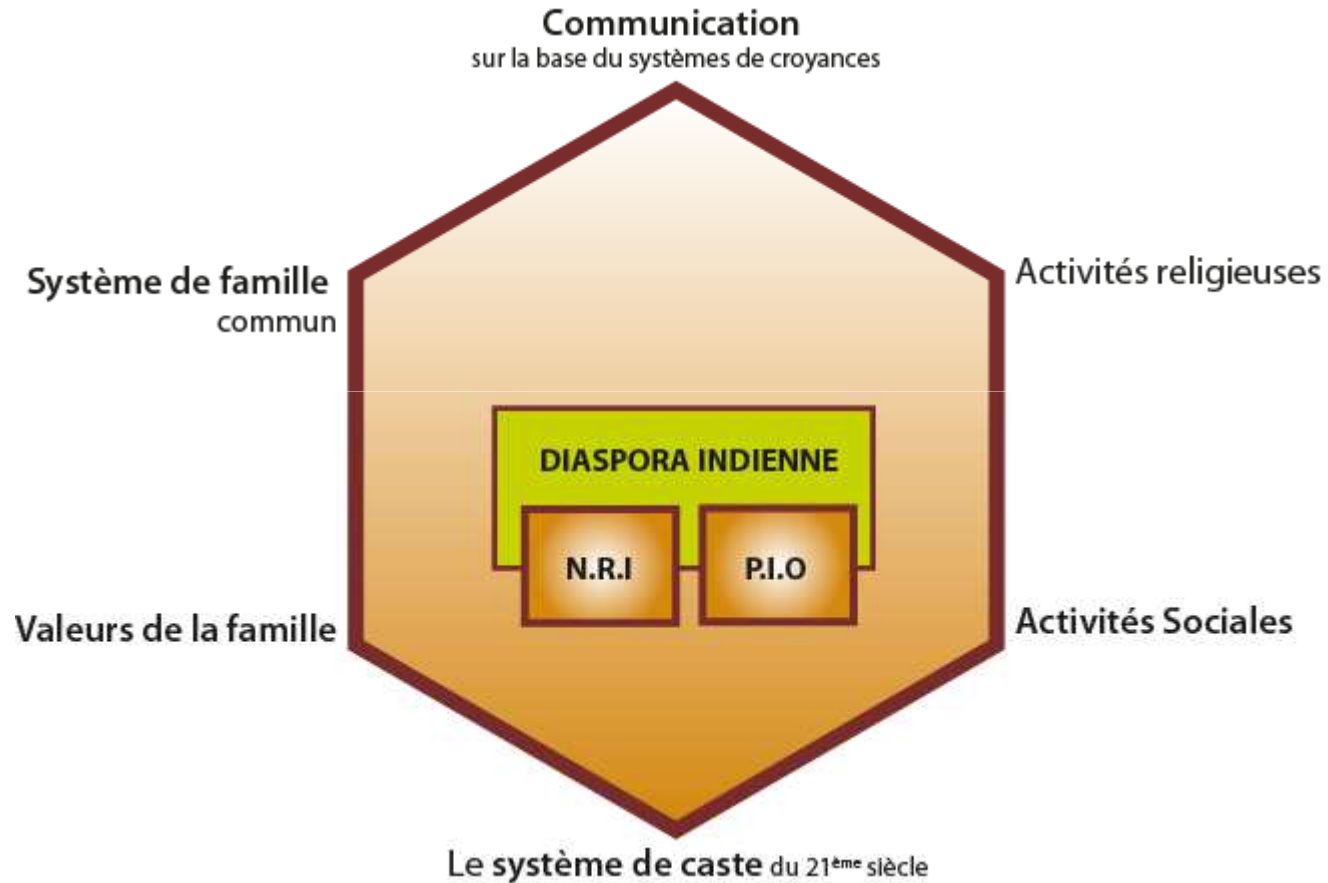 Communication
sur la base du systèmes de croyances
Système de famille
commun
Activités religieuses
DIASPORA INDIENNE
N.R.I
P.I.O
Valeurs de la famille
Activités Sociales
Le système de caste du 21ème siècle